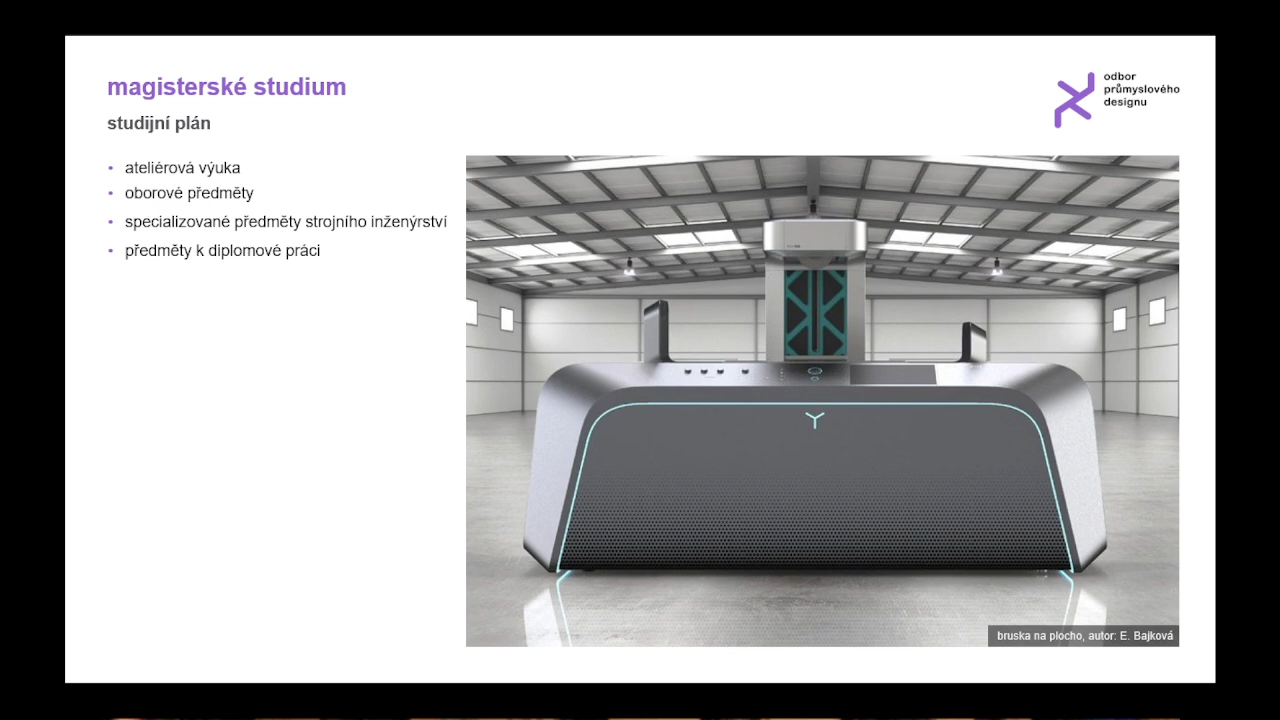 magisterské studium
studijní plán
odbor
průmyslového
designu
ateliérová výuka
oborové předměty
specializované předměty strojního inženýrství
předměty k diplomové práci
bruska na plocho, autor: E. Bajková